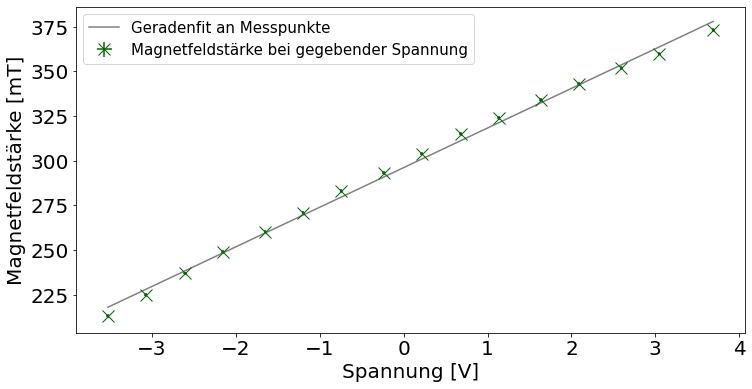 Geradenfit an Messpunkte
Magnetfeldstärke bei gegebender Spannung
Magnetfeldstärke [mT]
375
350
325
300
275
250
225
−3 −2 −1 0 1 2 3 4
Spannung [V]